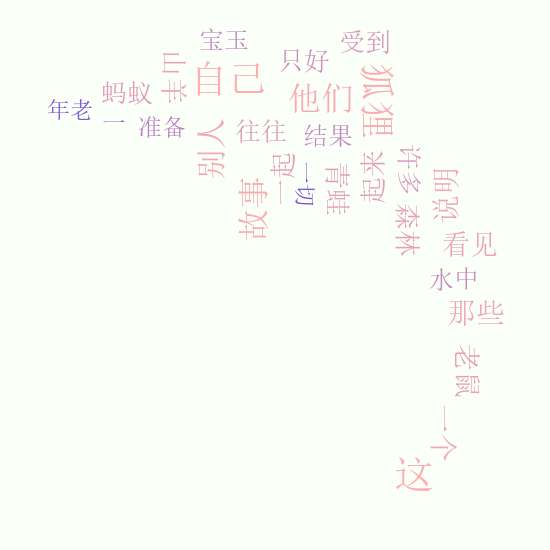 宝玉
受到
只好
山羊
自己
狐狸
蚂蚁
他们
年老
一
准备
别人
往往
结果
一起
一切
青蛙
起来
许多
说明
故事
森林
看见
水中
那些
老鼠
一个
这